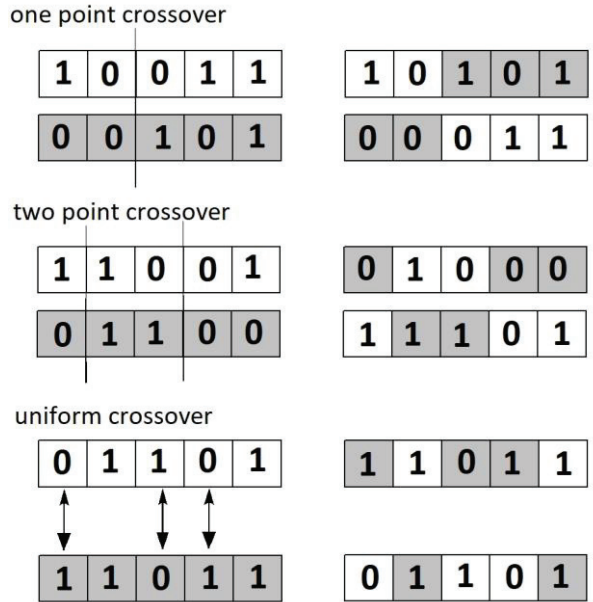 one point crossover
1 0 0 1 1 1 0 1 0 1
0 0 1 0 1 0 0 0 1 1
two point crossover
1 1 0 0 1 0 1 0 0 0
0 1 1 0 0 1 1 1 0 1
uniform crossover
0 1 1 0 1 1 1 0 1 1
1 1 0 1 1 0 1 1 0 1